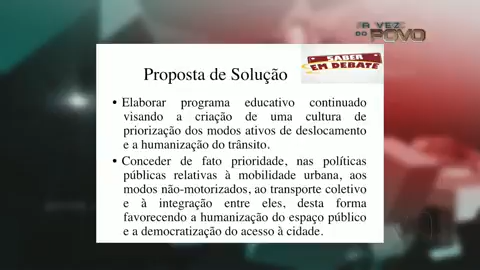 A VEZ
DO POVO
SABER
EM DEBATE
Proposta de Solução
• Elaborar programa educativo continuado
visando a criação de uma cultura de
priorização dos modos ativos de deslocamento
e a humanização do trânsito.
• Conceder de fato prioridade, nas políticas
públicas relativas à mobilidade urbana, aos
modos não-motorizados, ao transporte coletivo
e à integração entre eles, desta forma
favorecendo a humanização do espaço público
e a democratização do acesso à cidade.